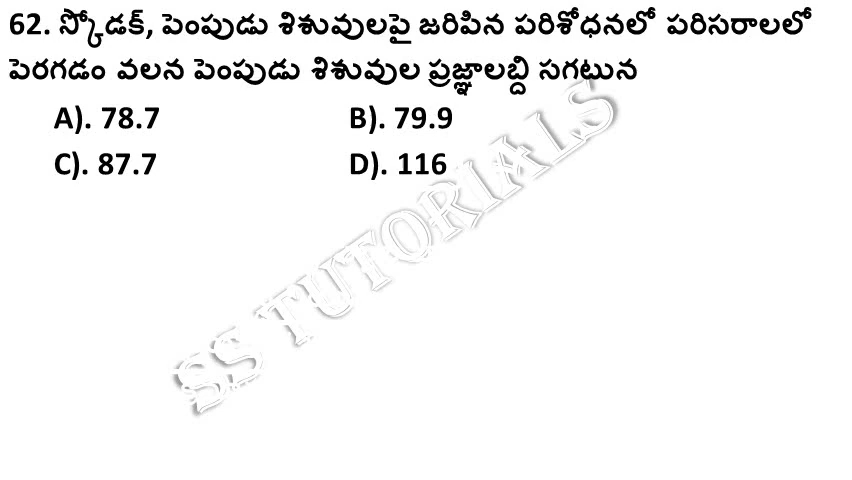 62. స్కోడక్, పెంపుడు శిశువులపై జరిపిన పరిశోధనలో పరిసరాలలో
పెరగడం వలన పెంపుడు శిశువుల ప్రజ్ఞాలబ్ది సగటున
A). 78.7 B). 79.9
C). 87.7 D). 116
SS TUTORIALS